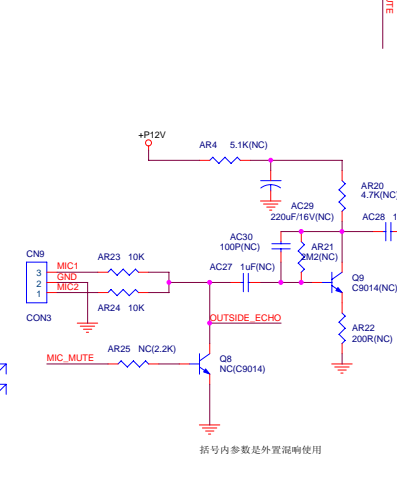 UTE
+P12V
AR4 5.1K(NC)
AR20
4.7K(NC)
AC29
220uF/16V(NC)
AC28 1
AC30
100P(NC)
AR21
2M2(NC)
CN9
MIC1
AR23 10K
AC27 1uF(NC)
3
GND
2
MIC2
1
Q9
C9014(NC)
AR24 10K
CON3
OUTSIDE_ECHO
AR22
200R(NC)
MIC_MUTE
AR25 NC(2.2K)
Q8
NC(C9014)
括号内参数是外置混响使用